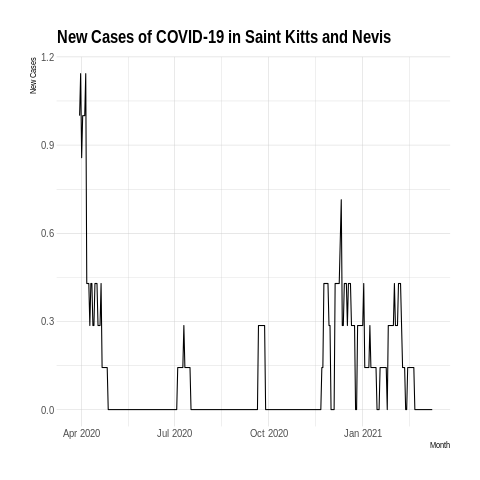 New Cases of COVID-19 in Saint Kitts and Nevis
New Cases
1.2
0.9
0.6
0.3
0.0
Apr 2020 Jul 2020 Oct 2020 Jan 2021
Month